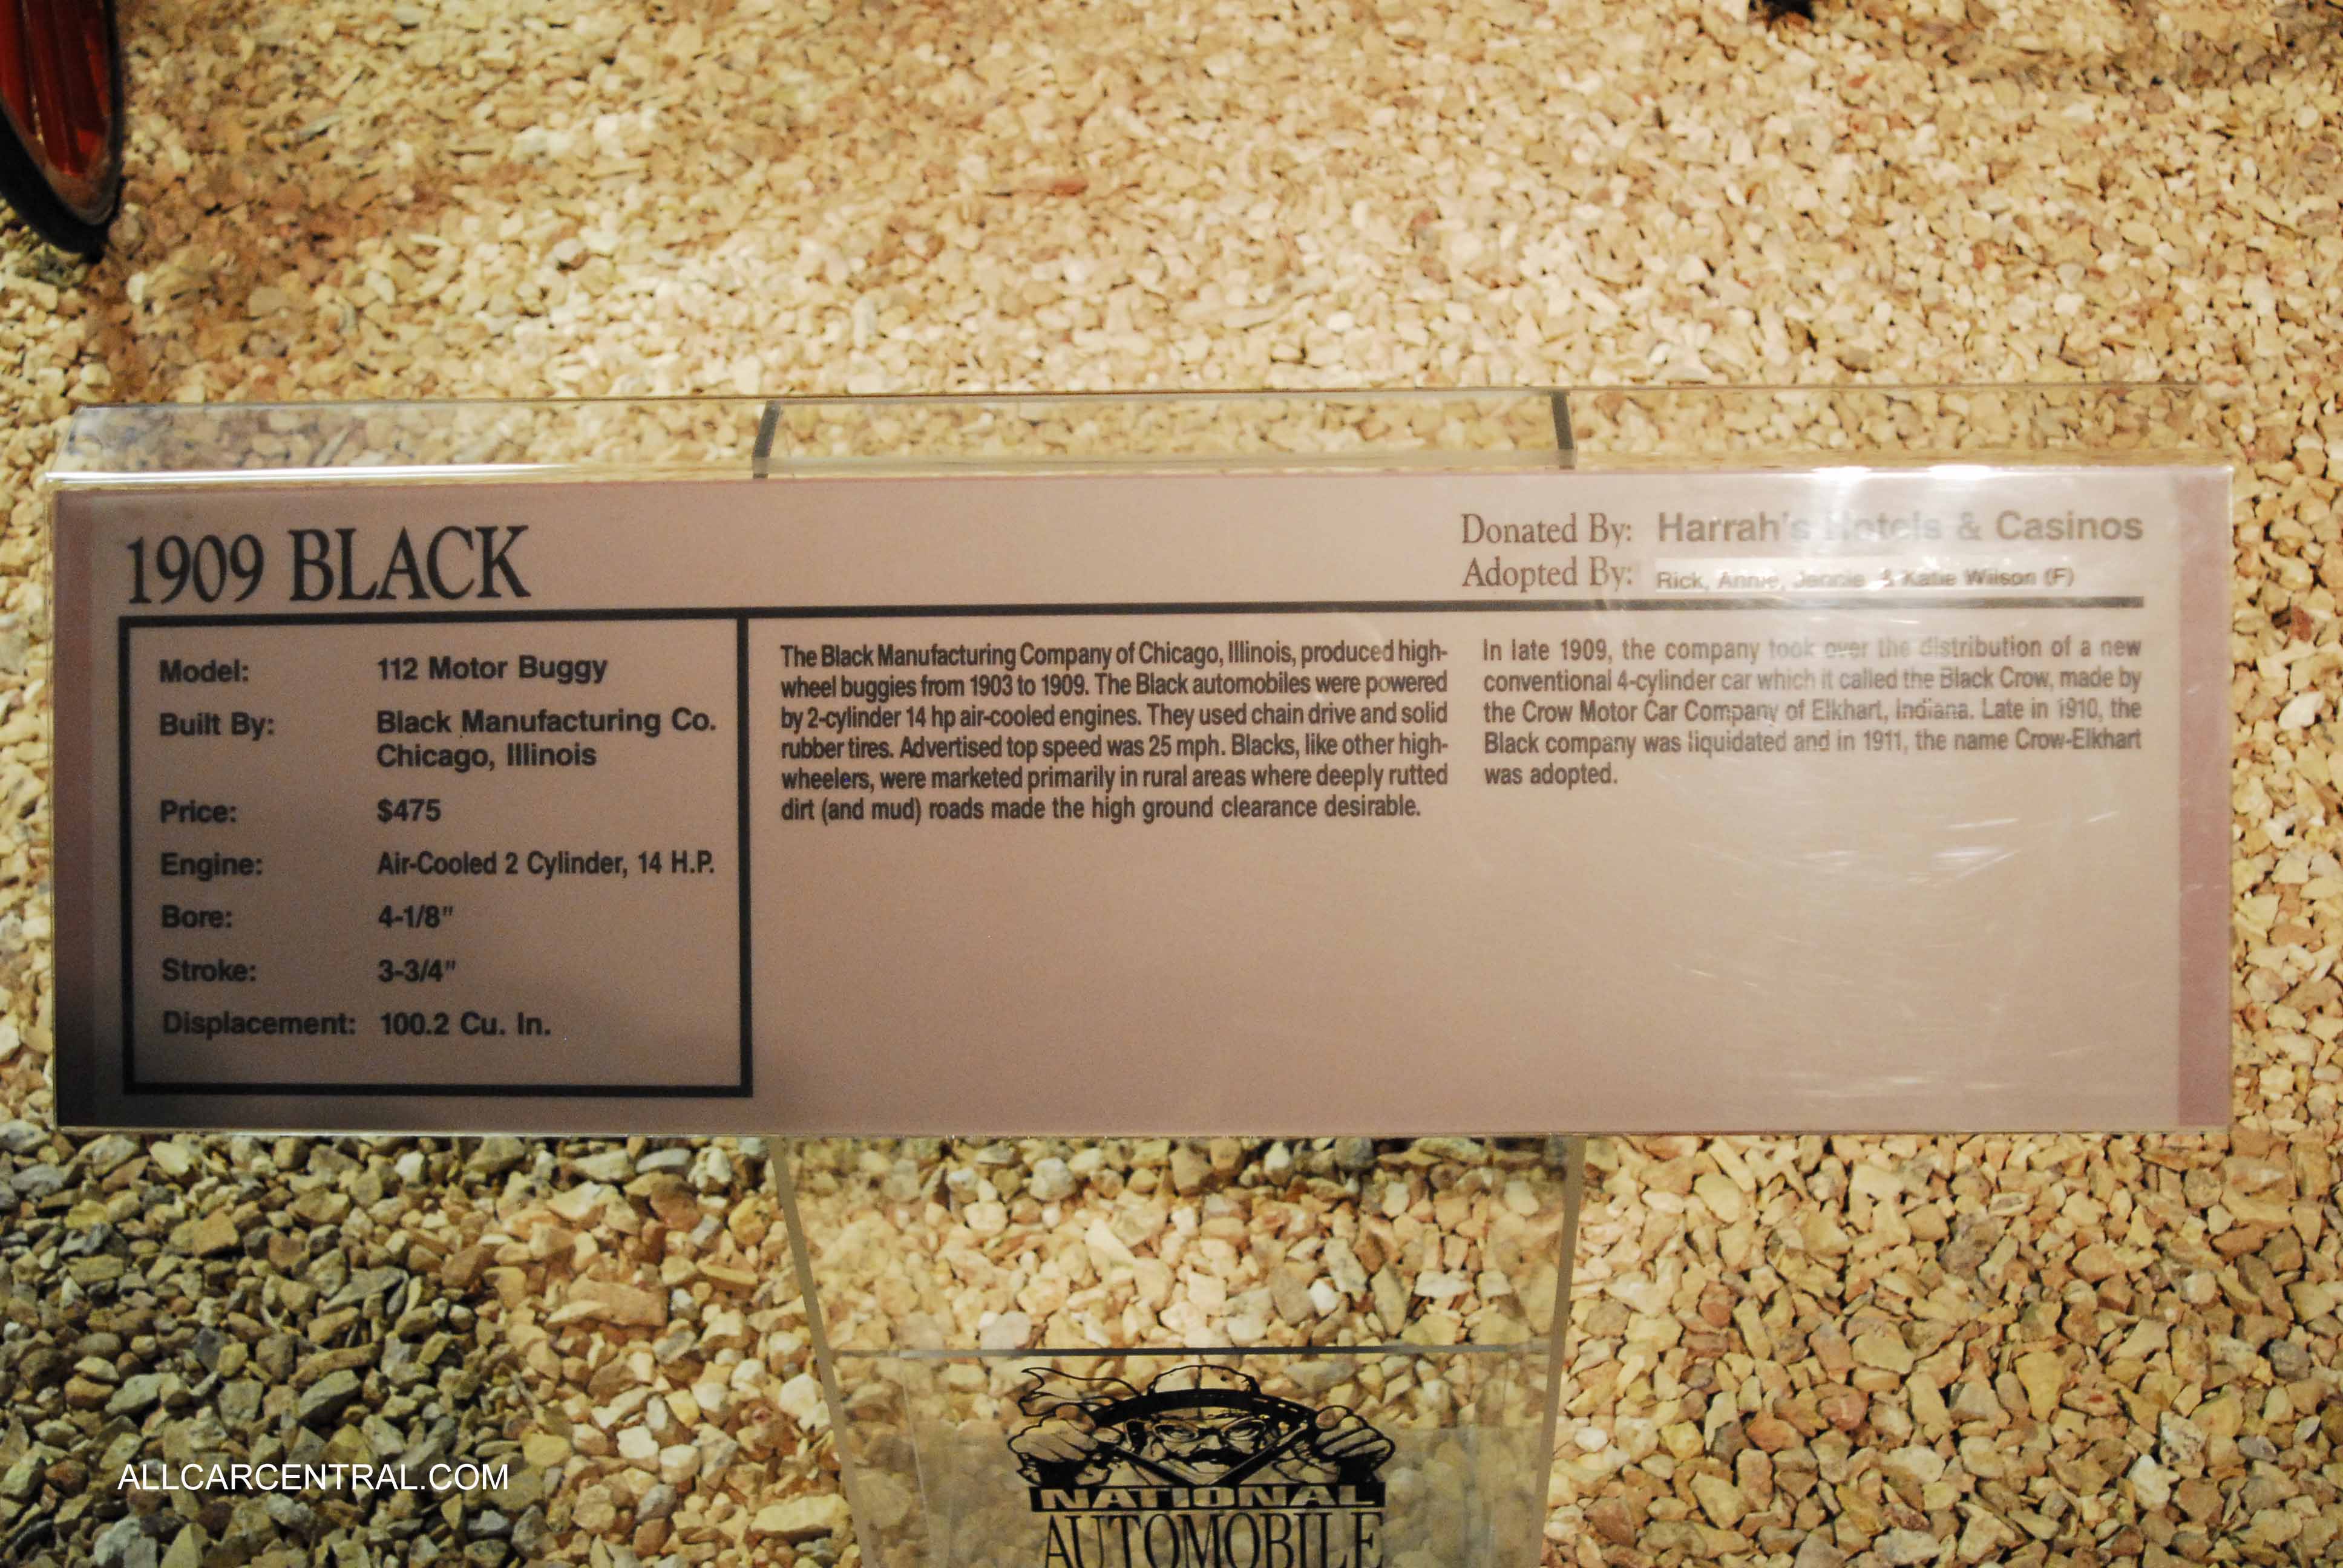 1909 BLACK
Donated By: Harrah's Hotels & Casinos
Adopted By: Rick, Annie, Jennie, & Katie Wilson (F)
Model: 112 Motor Buggy
Built By: Black Manufacturing Co.
Chicago, Illinois
Price: $475
Engine: Air-Cooled 2 Cylinder, 14 H.P.
Bore: 4-1/8"
Stroke: 3-3/4"
Displacement: 100.2 Cu. In.
The Black Manufacturing Company of Chicago, Illinois, produced high-
wheel buggies from 1903 to 1909. The Black automobiles were powered
by 2-cylinder 14 hp air-cooled engines. They used chain drive and solid
rubber tires. Advertised top speed was 25 mph. Blacks, like other high-
wheelers, were marketed primarily in rural areas where deeply rutted
dirt (and mud) roads made the high ground clearance desirable.
In late 1909, the company took over the distribution of a new
conventional 4-cylinder car which it called the Black Crow, made by
the Crow Motor Car Company of Elkhart, Indiana. Late in 1910, the
Black company was liquidated and in 1911, the name Crow-Elkhart
was adopted.
NATIONAL
AUTOMOBILE
ALLCARCENTRAL.COM